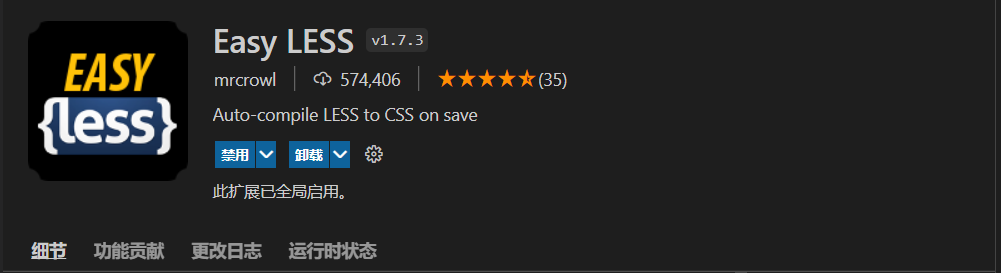 EASY
{less}
Easy LESS v1.7.3
mrcrowl 574,406 (35)
Auto-compile LESS to CSS on save
禁用 卸载
此扩展已全局启用。
细节 功能贡献 更改日志 运行时状态